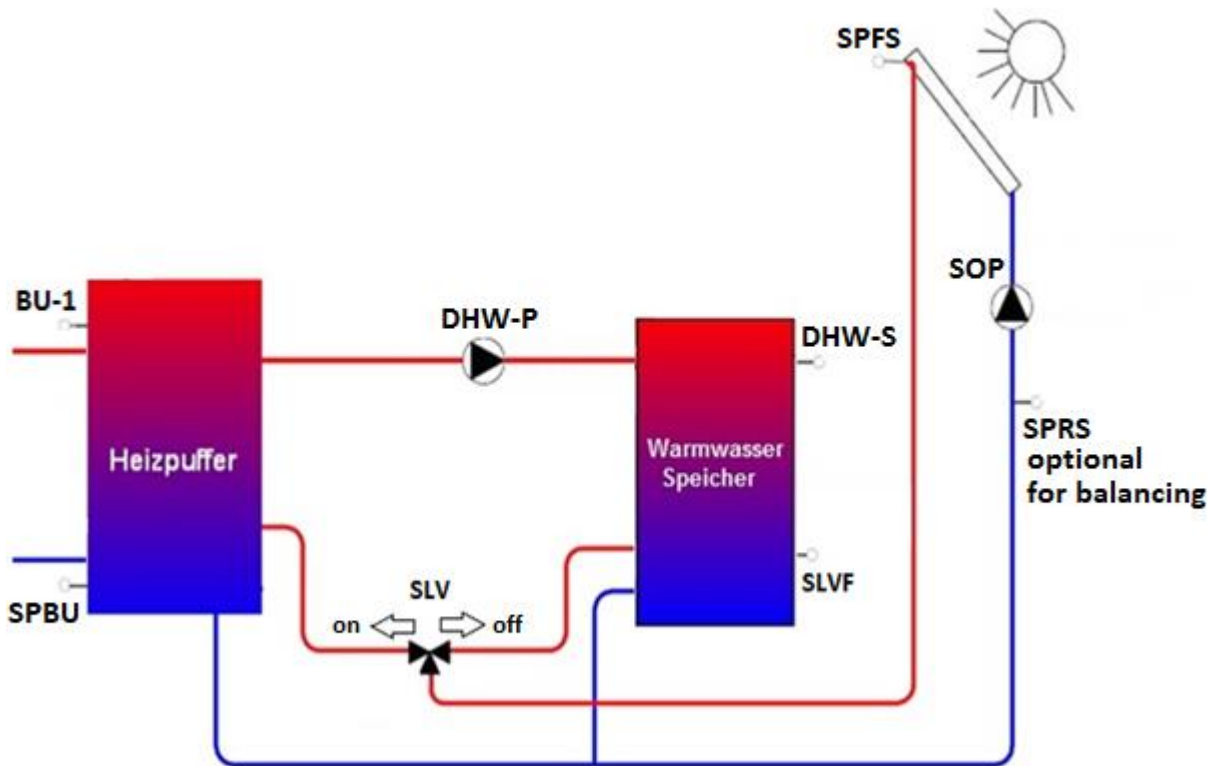 SPFS
SOP
BU-1
DHW-P
DHW-S
SPRS
optional
for balancing
Heizpuffer
Warmwasser
Speicher
SLV
SLVF
SPBU
on
off